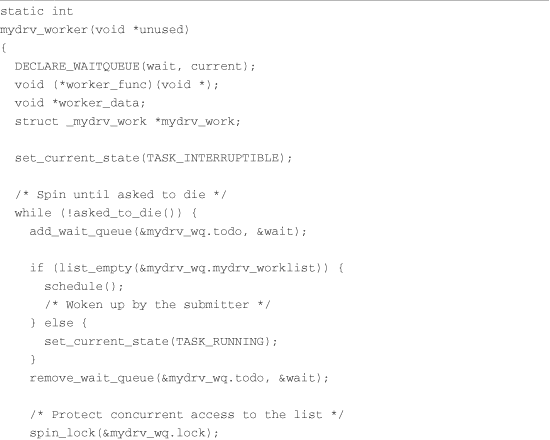 static int
mydrv_worker(void *unused)
{
  DECLARE_WAITQUEUE(wait, current);
  void (*worker_func)(void *);
  void *worker_data;
  struct _mydrv_work *mydrv_work;

  set_current_state(TASK_INTERRUPTIBLE);

  /* Spin until asked to die */
  while (!asked_to_die()) {
    add_wait_queue(&mydrv_wq.todo, &wait);

    if (list_empty(&mydrv_wq.mydrv_worklist)) {
      schedule();
      /* Woken up by the submitter */
    } else {
      set_current_state(TASK_RUNNING);
    }
    remove_wait_queue(&mydrv_wq.todo, &wait);

    /* Protect concurrent access to the list */
    spin_lock(&mydrv_wq.lock);